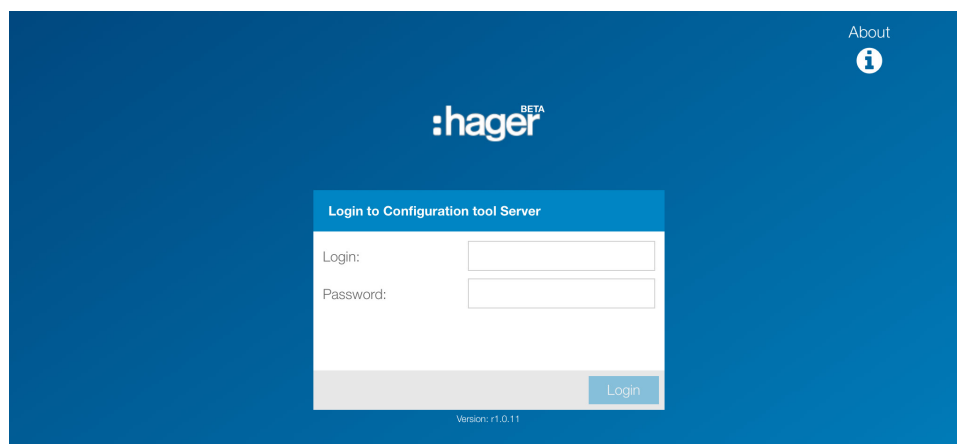 About
BETA
:hager
Login to Configuration tool Server
Login:
Password:
Login
Version: r1.0.11